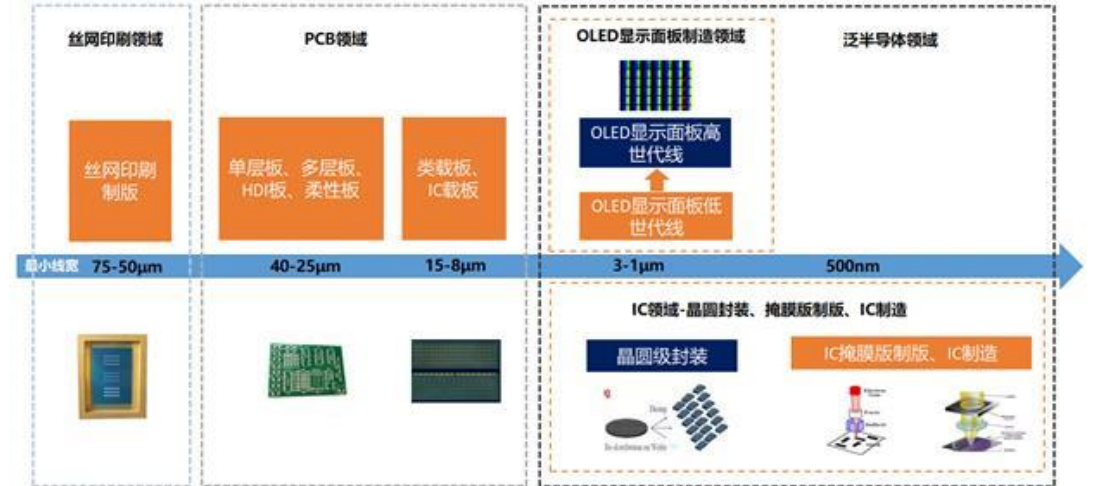 丝网印刷领域
PCB领域
OLED显示面板制造领域
泛半导体领域
丝网印刷
制版
单层板、多层板、
HDI板、柔性板
类载板、
IC载板
OLED显示面板高
世代线
OLED显示面板低
世代线
最小线宽 75-50μm
40-25μm
15-8μm
3-1μm
500nm
IC领域-晶圆封装、掩膜版制版、IC制造
晶圆级封装
IC掩膜版制版、IC制造